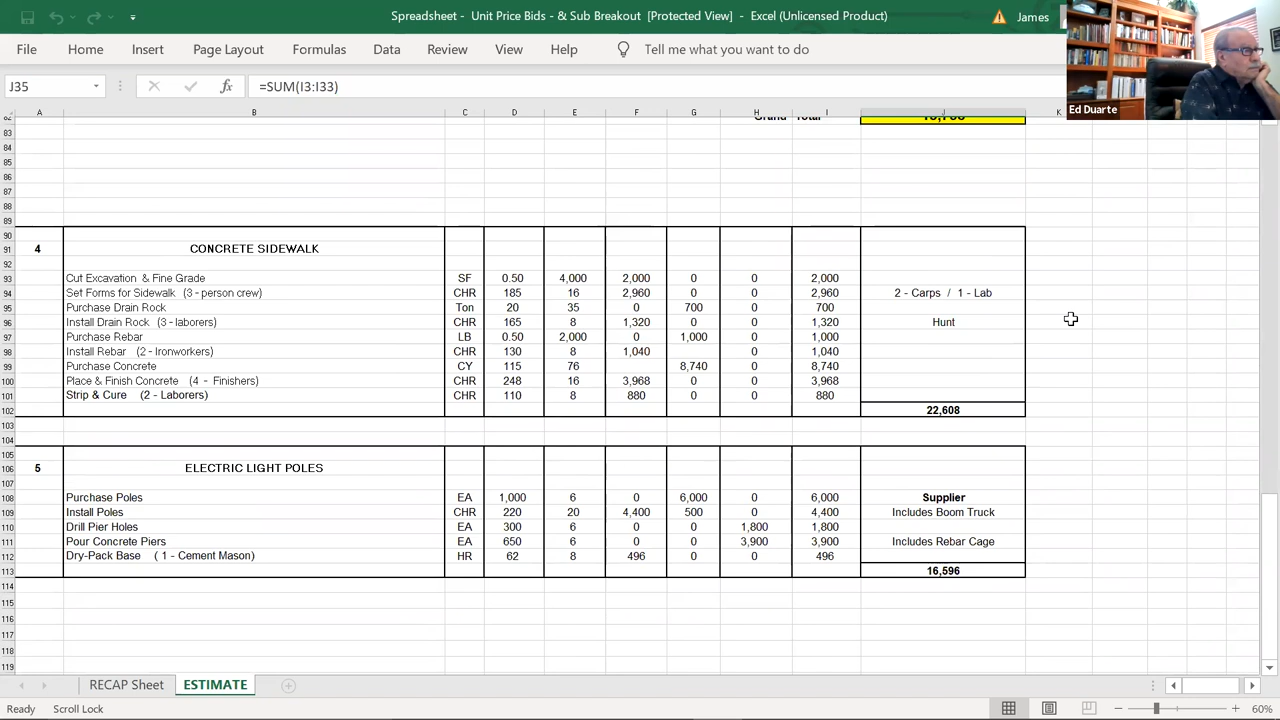 Spreadsheet - Unit Price Bids - & Sub Breakout [Protected View] - Excel (Unlicensed Product) James
File Home Insert Page Layout Formulas Data Review View Help Tell me what you want to do
J35 fx =SUM(I3:I33)
Ed Duarte
A B C D E F G H I J K
82 Grand Total
83
84
85
86
87
88
89
90
4 91 CONCRETE SIDEWALK
92
93 Cut Excavation & Fine Grade SF 0.50 4,000 2,000 0 0 2,000
94 Set Forms for Sidewalk (3 - person crew) CHR 185 16 2,960 0 0 2,960 2 - Carps / 1 - Lab
95 Purchase Drain Rock Ton 20 35 0 700 0 700
96 Install Drain Rock (3 - laborers) CHR 165 8 1,320 0 0 1,320 Hunt
97 Purchase Rebar LB 0.50 2,000 0 1,000 0 1,000
98 Install Rebar (2 - Ironworkers) CHR 130 8 1,040 0 1,040
99 Purchase Concrete CY 115 76 8,740 0 8,740
100 Place & Finish Concrete (4 - Finishers) CHR 248 16 3,968 0 0 3,968
101 Strip & Cure (2 - Laborers) CHR 110 8 880 0 0 880
102 22,608
103
104
105
5 106 ELECTRIC LIGHT POLES
107
108 Purchase Poles EA 1,000 6 0 6,000 0 6,000 Supplier
109 Install Poles CHR 220 20 4,400 500 0 4,400 Includes Boom Truck
110 Drill Pier Holes EA 300 6 0 0 1,800 1,800
111 Pour Concrete Piers EA 650 6 0 0 3,900 3,900 Includes Rebar Cage
112 Dry-Pack Base ( 1 - Cement Mason) HR 62 8 496 0 0 496
113 16,596
114
115
116
117
118
119
RECAP Sheet ESTIMATE
Ready Scroll Lock 60%